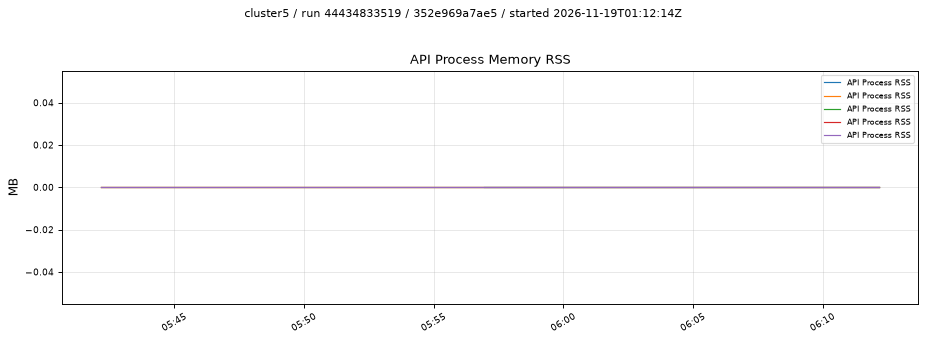 cluster5 / run 44434833519 / 352e969a7ae5 / started 2026-11-19T01:12:14Z
API Process Memory RSS
API Process RSS
API Process RSS
API Process RSS
API Process RSS
API Process RSS
MB
0.04
0.02
0.00
−0.02
−0.04
05:45
05:50
05:55
06:00
06:05
06:10